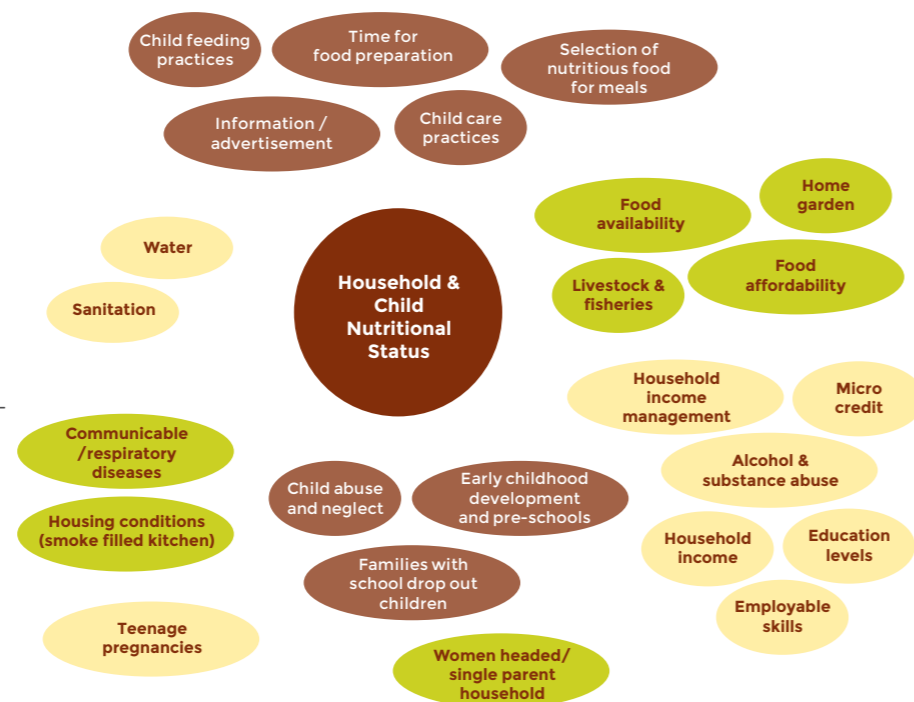 Child feeding
practices
Time for
food preparation
Selection of
nutritious food
for meals
Information /
advertisement
Child care
practices
Home
garden
Food
availability
Water
Food
affordability
Livestock &
fisheries
Sanitation
Household &
Child
Nutritional
Status
Household
income
management
Micro
credit
Communicable
/respiratory
diseases
Alcohol &
substance abuse
Child abuse
and neglect
Early childhood
development
and pre-schools
Housing conditions
(smoke filled kitchen)
Household
income
Education
levels
Families with
school drop out
children
Employable
skills
Teenage
pregnancies
Women headed/
single parent
household